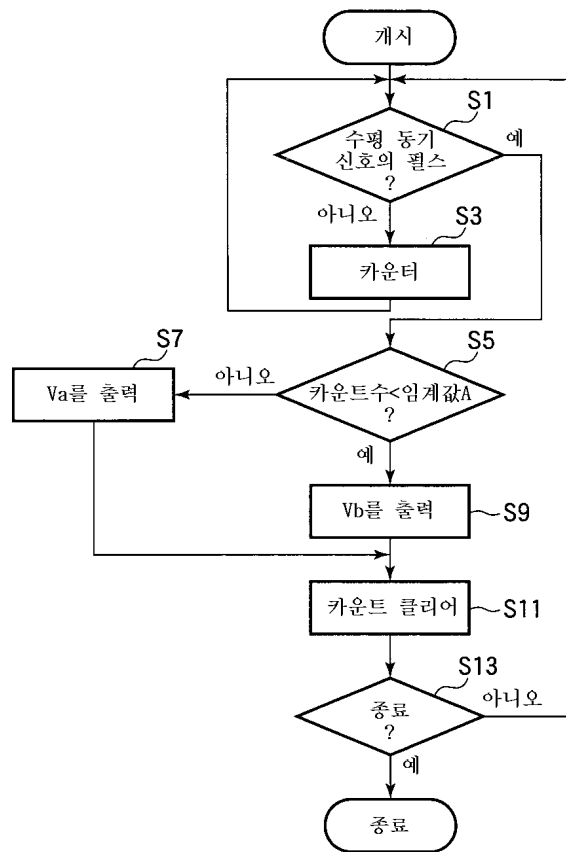 개시
S1
수평 동기
신호의 펄스
?
예
아니오
S3
카운터
S7
S5
Va를 출력
아니오
카운트수<임계값A
?
예
Vb를 출력
S9
카운트 클리어
S11
S13
종료
?
아니오
예
종료